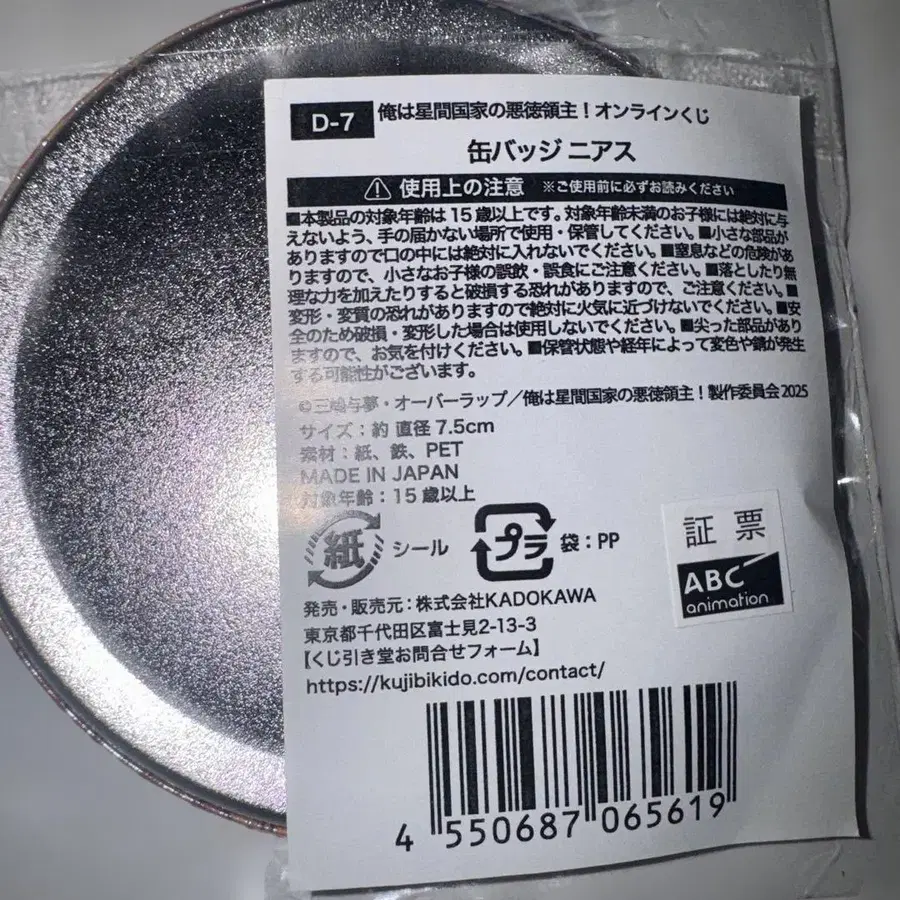 D-7 俺は星間国家の悪徳領主！オンラインくじ
缶バッジ ニアス
使用上の注意 ※ご使用前に必ずお読みください
■本製品の対象年齢は15歳以上です。対象年齢未満のお子様には絶対に与
えないよう、手の届かない場所で使用・保管してください。■小さな部品が
ありますので口の中には絶対に入れないでください。■窒息などの危険があ
りますので、小さなお子様の誤飲・誤食にご注意ください。■落としたり無
理な力を加えたりすると破損する恐れがありますので、ご注意ください。■
変形・変質の恐れがありますので絶対に火気に近づけないでください。■安
全のため破損・変形した場合は使用しないでください。■尖った部品があり
ますので、お気を付けください。■保管状態や経年によって変色や錆が発生
する可能性がございます。
©三嶋与夢・オーバーラップ／俺は星間国家の悪徳領主！製作委員会2025
サイズ：約 直径7.5cm
素材：紙、鉄、PET
MADE IN JAPAN
対象年齢：15歳以上
紙 シール プラ 袋：PP
証票
ABC
animation
発売・販売元：株式会社KADOKAWA
東京都千代田区富士見2-13-3
【くじ引き堂お問合せフォーム】
https://kujibikido.com/contact/
4 550687 065619